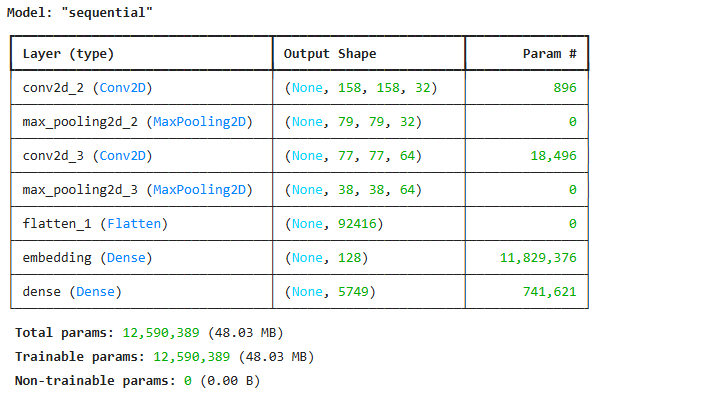 Model: "sequential"
Layer (type) Output Shape Param #
conv2d_2 (Conv2D) (None, 158, 158, 32) 896
max_pooling2d_2 (MaxPooling2D) (None, 79, 79, 32) 0
conv2d_3 (Conv2D) (None, 77, 77, 64) 18,496
max_pooling2d_3 (MaxPooling2D) (None, 38, 38, 64) 0
flatten_1 (Flatten) (None, 92416) 0
embedding (Dense) (None, 128) 11,829,376
dense (Dense) (None, 5749) 741,621
Total params: 12,590,389 (48.03 MB)
Trainable params: 12,590,389 (48.03 MB)
Non-trainable params: 0 (0.00 B)